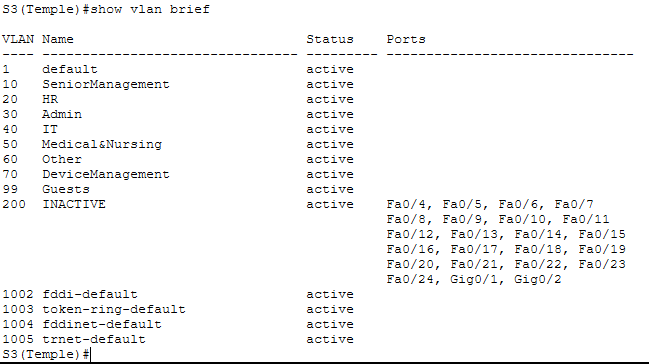 S3(Temple)#show vlan brief
VLAN Name                             Status    Ports
---- -------------------------------- --------- -------------------------------
1    default                          active
10   SeniorManagement                 active
20   HR                               active
30   Admin                            active
40   IT                               active
50   Medical&Nursing                  active
60   Other                            active
70   DeviceManagement                 active
99   Guests                           active
200  INACTIVE                         active    Fa0/4, Fa0/5, Fa0/6, Fa0/7
                                                Fa0/8, Fa0/9, Fa0/10, Fa0/11
                                                Fa0/12, Fa0/13, Fa0/14, Fa0/15
                                                Fa0/16, Fa0/17, Fa0/18, Fa0/19
                                                Fa0/20, Fa0/21, Fa0/22, Fa0/23
                                                Fa0/24, Gig0/1, Gig0/2
1002 fddi-default                     active
1003 token-ring-default               active
1004 fddinet-default                  active
1005 trnet-default                    active
S3(Temple)#